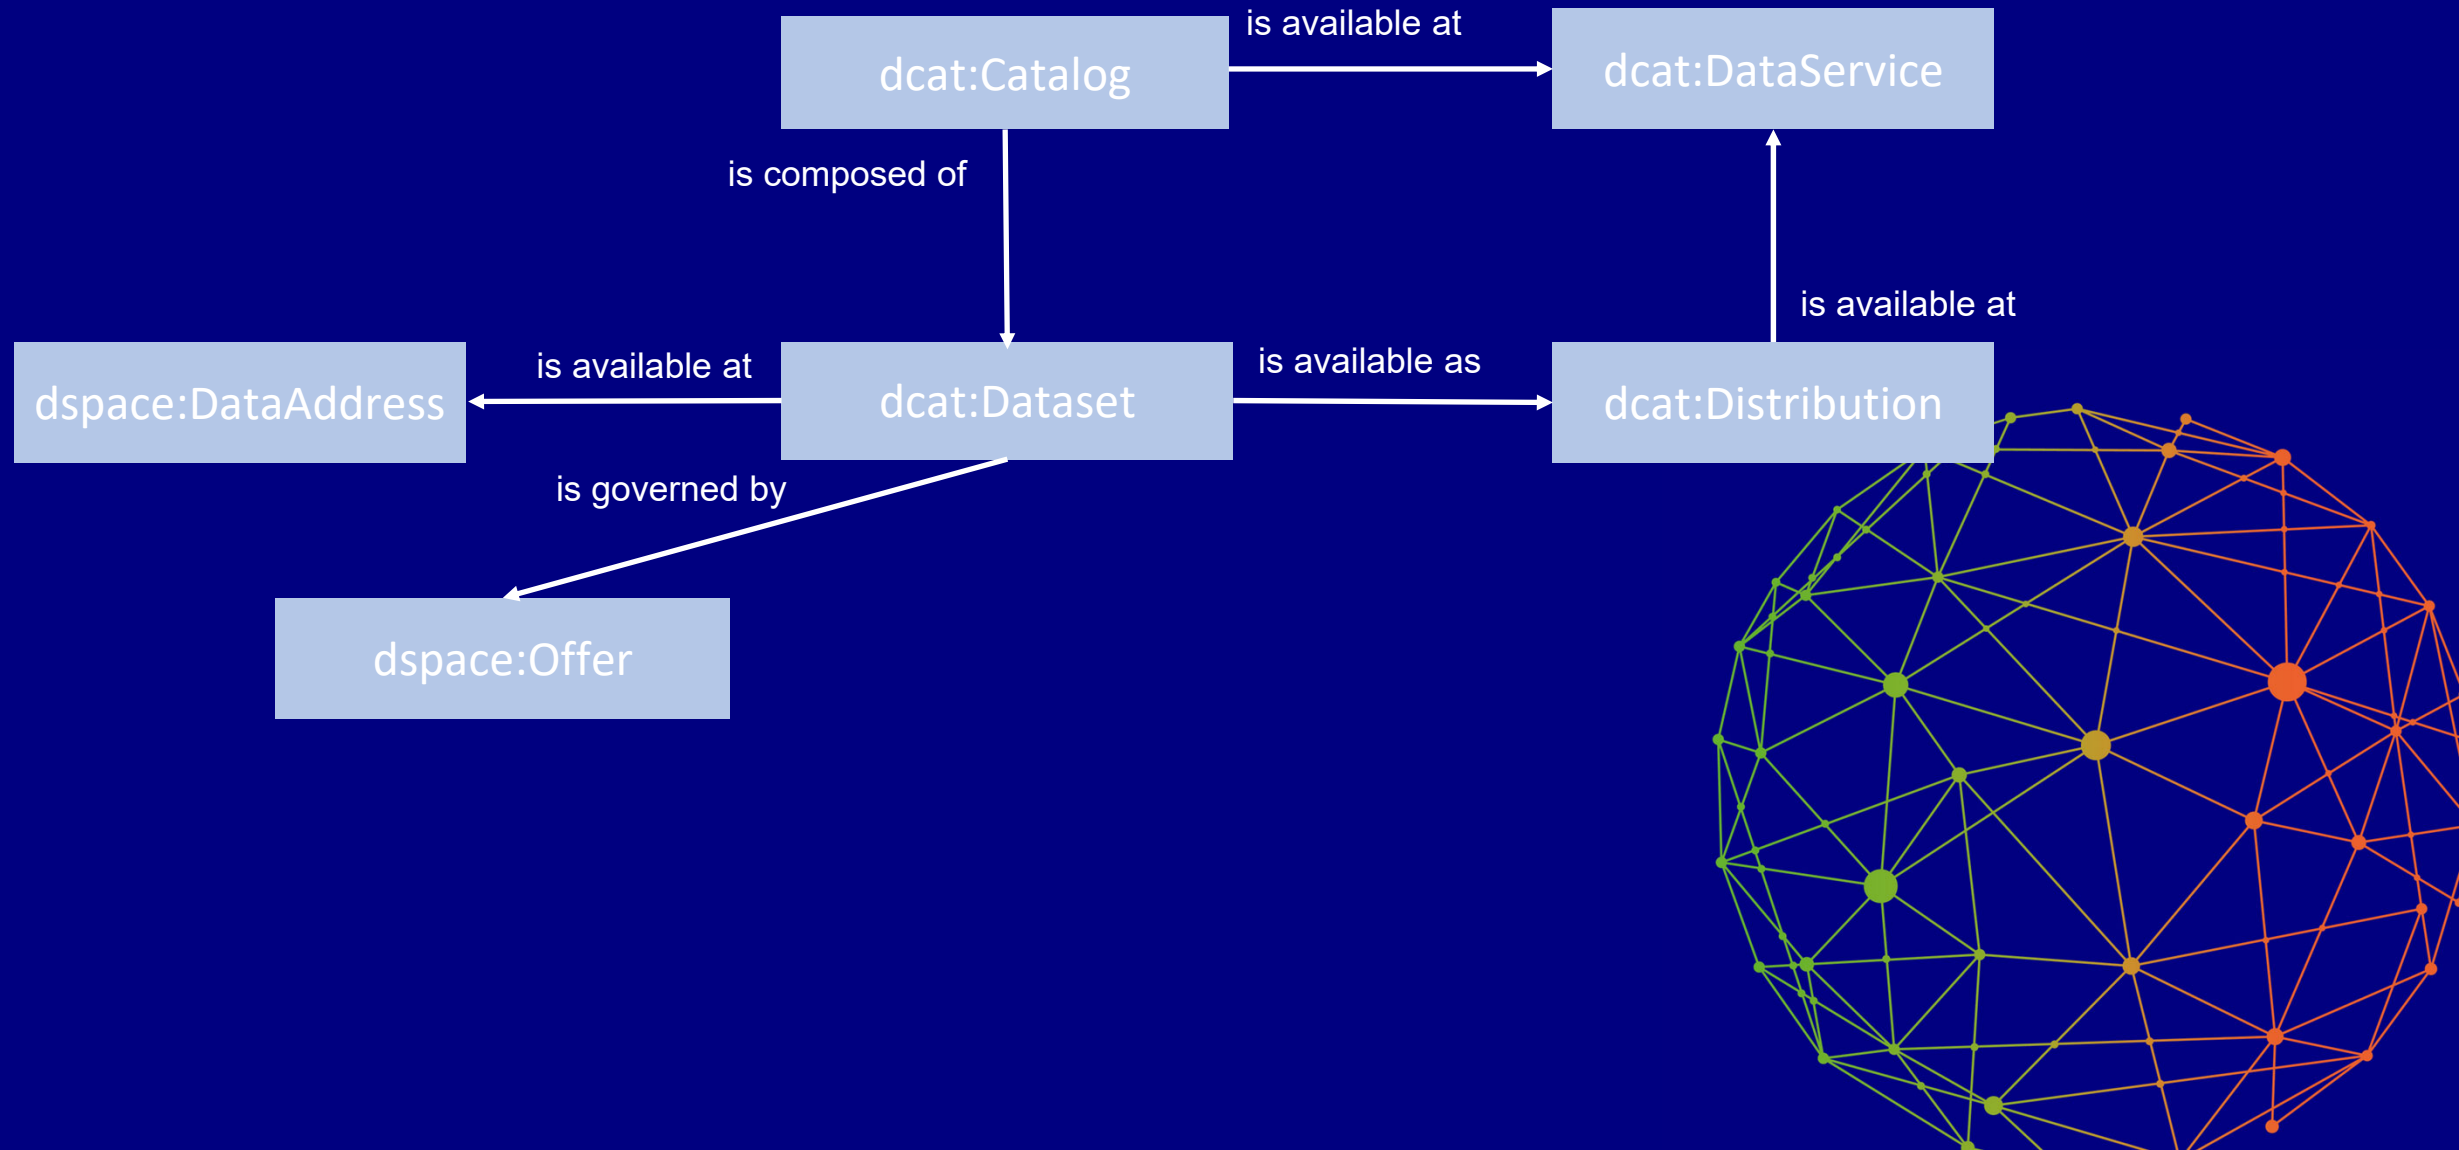 is available at
dcat:Catalog
dcat:DataService
is composed of
is available at
dspace:DataAddress
is available at
dcat:Dataset
is available as
dcat:Distribution
is governed by
dspace:Offer